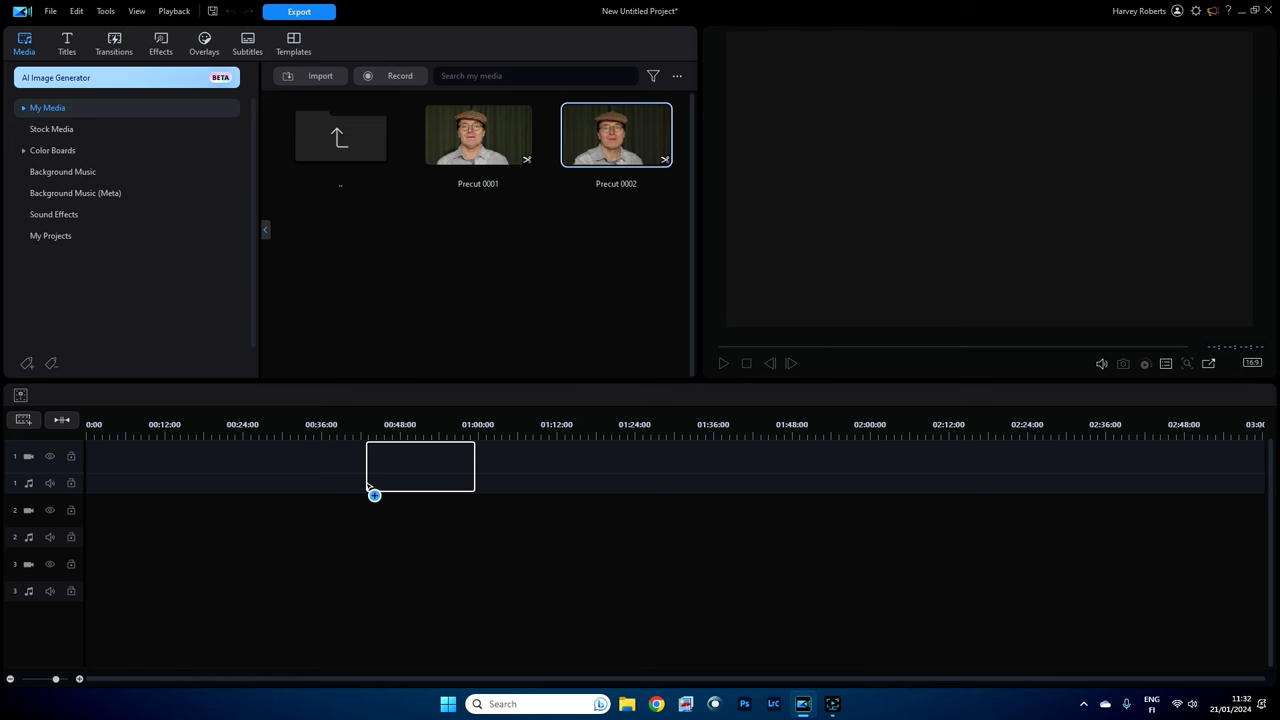 File Edit Tools View Playback Export New Untitled Project* Harvey Roberts
Media Titles Transitions Effects Overlays Subtitles Templates
AI Image Generator BETA
Import Record Search my media
My Media
Stock Media
Color Boards
Background Music
Background Music (Meta)
Sound Effects
My Projects
..
Precut 0001
Precut 0002
--:--:--:--
16:9
0:00 00:12:00 00:24:00 00:36:00 00:48:00 01:00:00 01:12:00 01:24:00 01:36:00 01:48:00 02:00:00 02:12:00 02:24:00 02:36:00 02:48:00 03:0
1
1
2
2
3
3
Search
Ps
Lrc
ENG
FI
11:32
21/01/2024